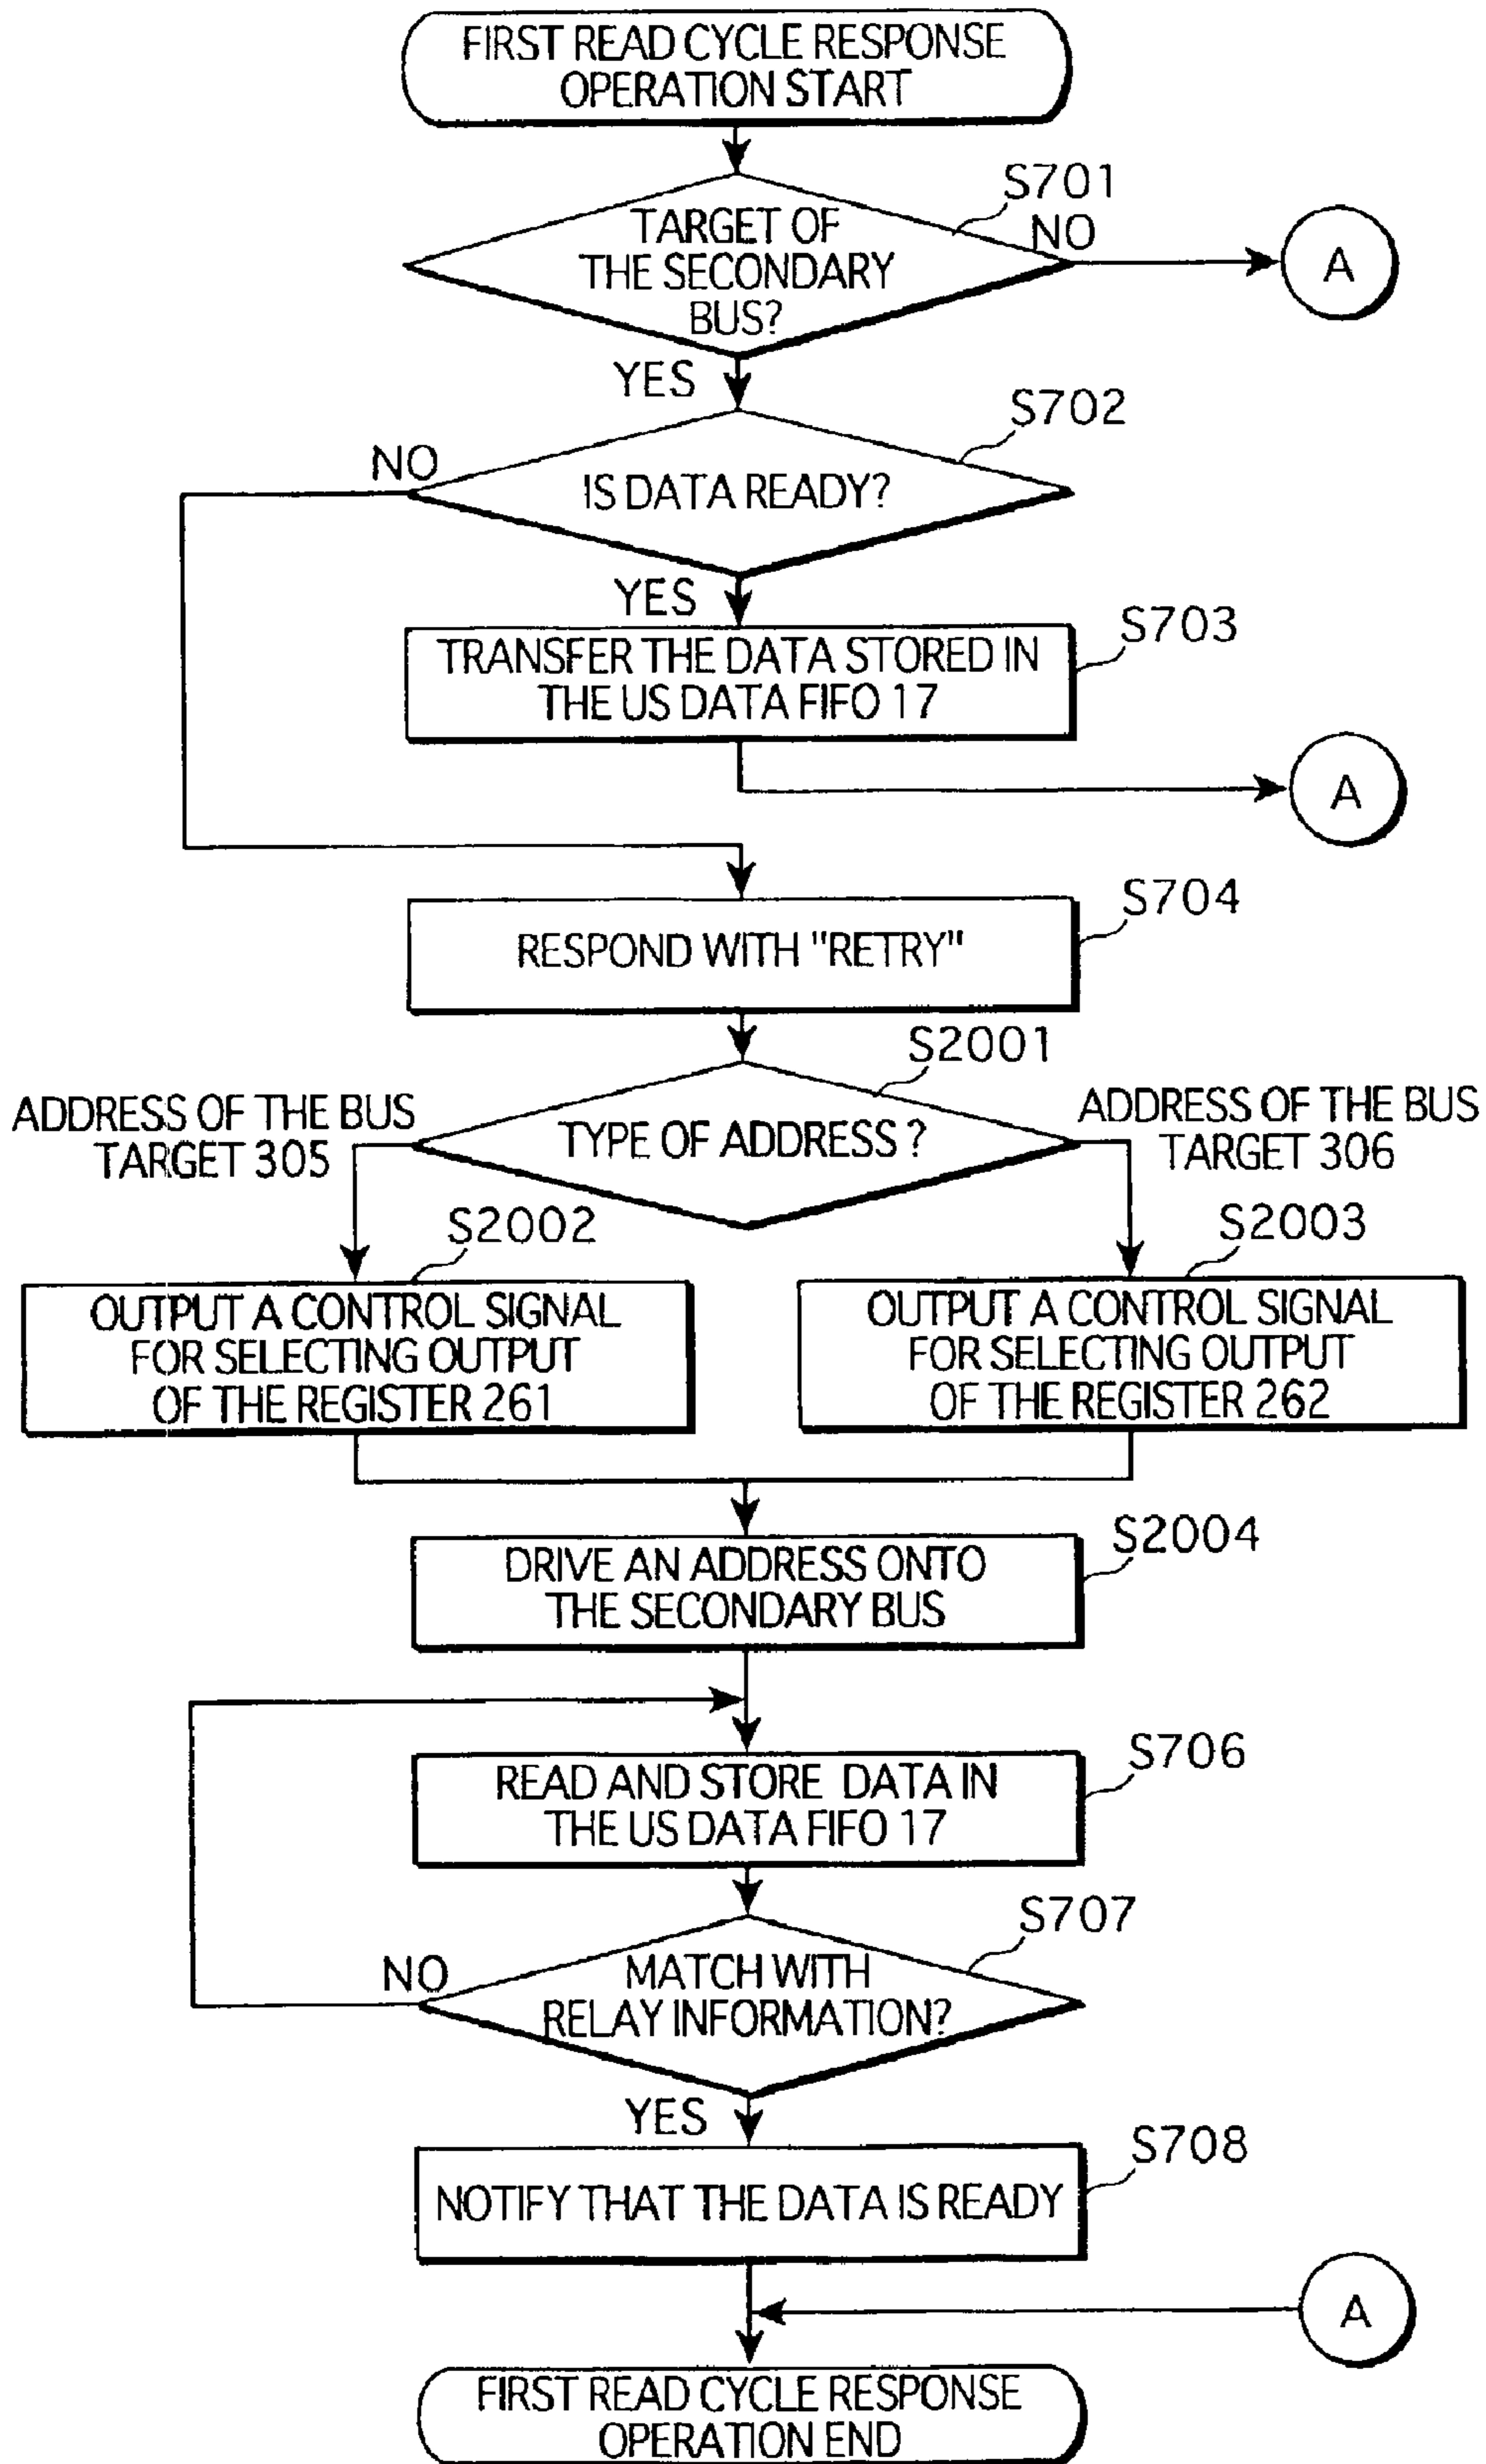 FIRST READ CYCLE RESPONSE
OPERATION START
S701
TARGET OF
THE SECONDARY
BUS?
NO
A
YES
S702
NO
IS DATA READY?
YES
S703
TRANSFER THE DATA STORED IN
THE US DATA FIFO 17
A
S704
RESPOND WITH "RETRY"
S2001
ADDRESS OF THE BUS
TARGET 305
TYPE OF ADDRESS ?
ADDRESS OF THE BUS
TARGET 306
S2002
S2003
OUTPUT A CONTROL SIGNAL
FOR SELECTING OUTPUT
OF THE REGISTER 261
OUTPUT A CONTROL SIGNAL
FOR SELECTING OUTPUT
OF THE REGISTER 262
S2004
DRIVE AN ADDRESS ONTO
THE SECONDARY BUS
S706
READ AND STORE DATA IN
THE US DATA FIFO 17
S707
NO
MATCH WITH
RELAY INFORMATION?
YES
S708
NOTIFY THAT THE DATA IS READY
A
FIRST READ CYCLE RESPONSE
OPERATION END